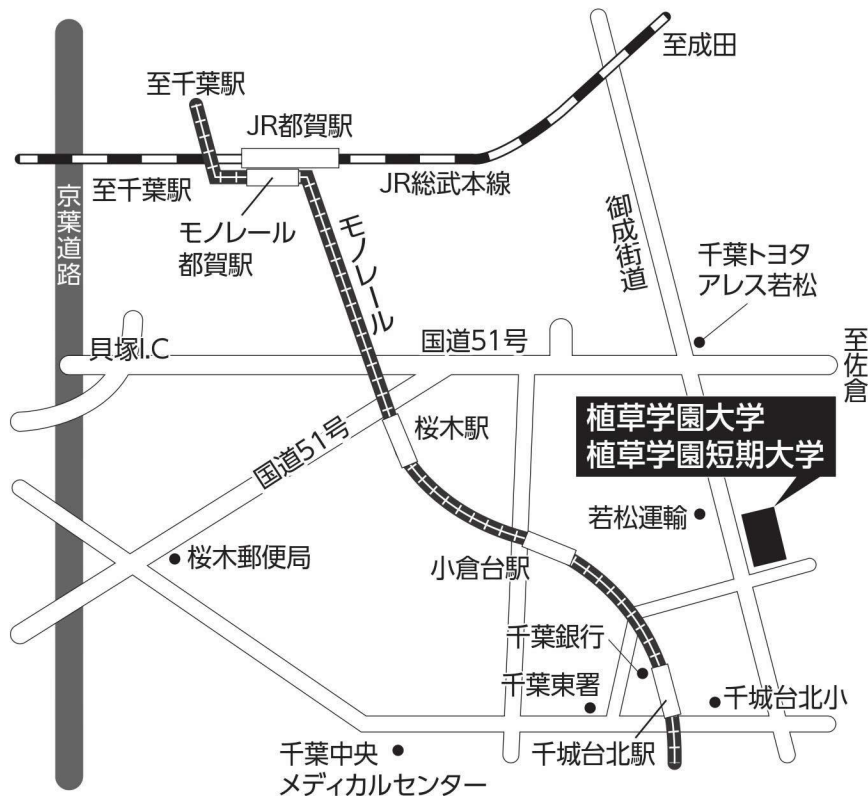 至成田
至千葉駅
JR都賀駅
至千葉駅
JR総武本線
京葉道路
モノレール
都賀駅
モノレール
御成街道
千葉トヨタ
アレス若松
貝塚I.C
国道51号
至佐倉
植草学園大学
植草学園短期大学
桜木駅
国道51号
若松運輸
桜木郵便局
小倉台駅
千葉銀行
千葉東署
千城台北小
千城台北駅
千葉中央
メディカルセンター